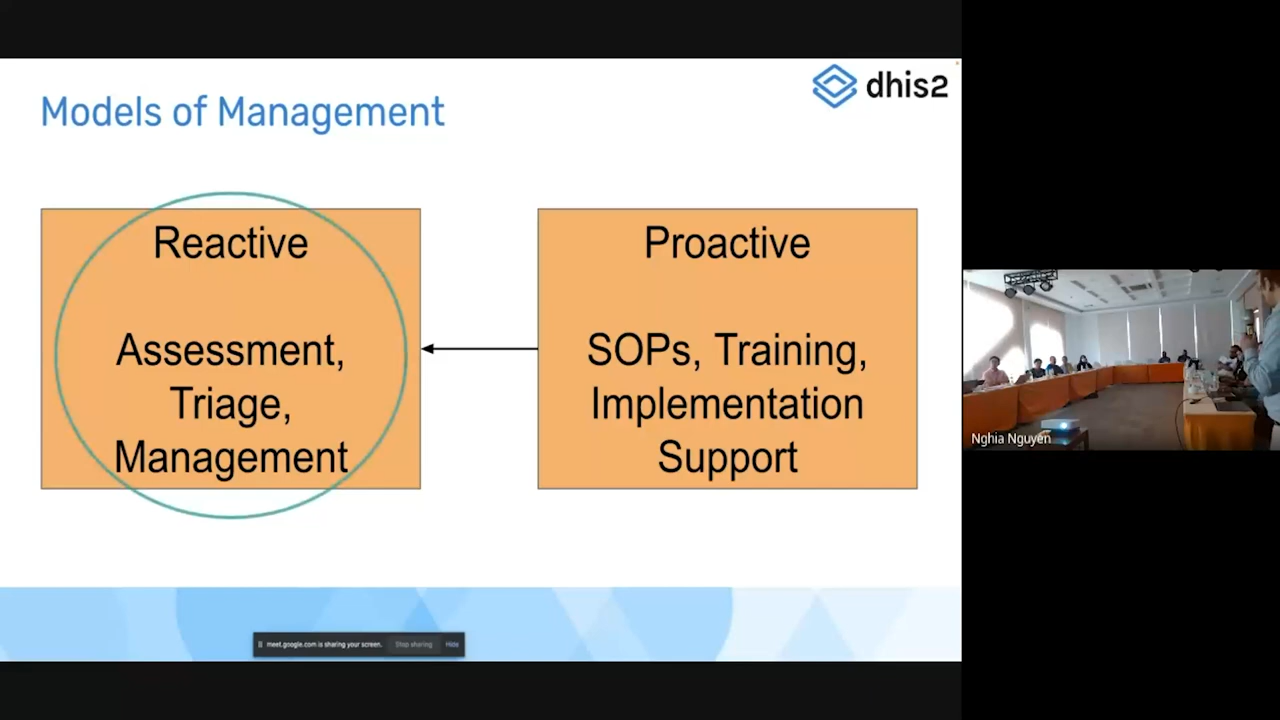 dhis2
Models of Management
Reactive
Assessment,
Triage,
Management
Proactive
SOPs, Training,
Implementation
Support
Nghia Nguyen
meet.google.com is sharing your screen. Stop sharing Hide